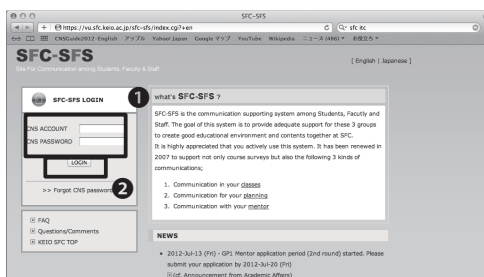 SFC-SFS
https://vu.sfc.keio.ac.jp/sfc-sfs/index.cgi?+en
sfc itc
CNSGuide2012-English アップル Yahoo! Japan Google マップ YouTube Wikipedia ニュース (486) お役立ち
SFC-SFS
Site For Communication among Students, Faculty & Staff
[ English | Japanese ]
SFC-SFS LOGIN
CNS ACCOUNT
CNS PASSWORD
LOGIN
>> Forgot CNS password
FAQ
Questions/Comments
KEIO SFC TOP
1
2
what's SFC-SFS ?
SFC-SFS is the communication supporting system among Students, Facutly and
Staff. The goal of this system is to provide adequate support for these 3 groups
to create good educational environment and contents together at SFC.
It is highly appreciated that you actively use this system. It has been renewed in
2007 to support not only course surveys but also the following 3 kinds of
communications;
1. Communication in your classes
2. Communication for your planning
3. Communication with your mentor
NEWS
2012-Jul-13 (Fri) - GP1 Mentor application period (2nd round) started. Please
submit your application by 2012-Jul-20 (Fri)
(cf. Announcement from Academic Affairs)